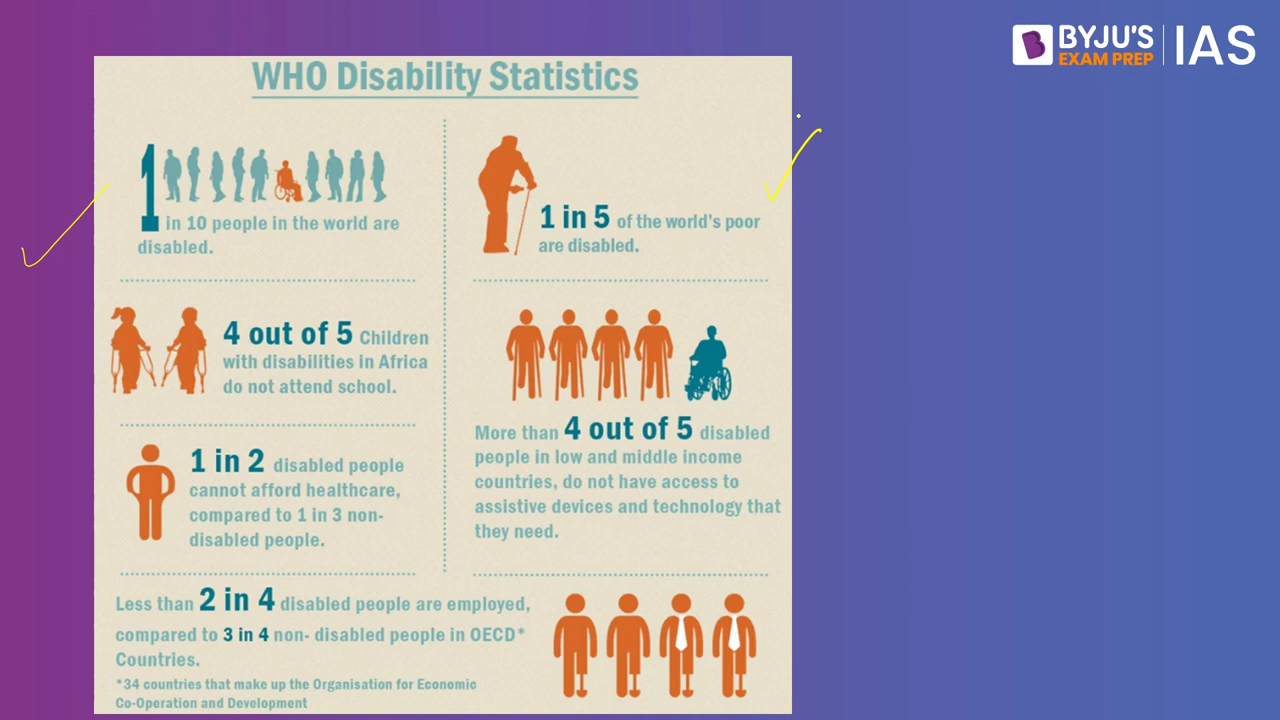 BYJU'S
EXAM PREP
IAS
WHO Disability Statistics
1 in 10 people in the world are
disabled.
1 in 5 of the world's poor
are disabled.
4 out of 5 Children
with disabilities in Africa
do not attend school.
More than 4 out of 5 disabled
people in low and middle income
countries, do not have access to
assistive devices and technology that
they need.
1 in 2 disabled people
cannot afford healthcare,
compared to 1 in 3 non-
disabled people.
Less than 2 in 4 disabled people are employed,
compared to 3 in 4 non- disabled people in OECD*
Countries.
*34 countries that make up the Organisation for Economic
Co-Operation and Development